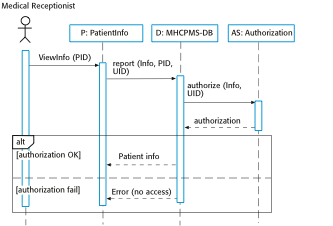 Medical Receptionist
P: PatientInfo
D: MHCPMS-DB
AS: Authorization
ViewInfo (PID)
report (Info, PID,
UID)
authorize (Info,
UID)
authorization
alt
[authorization OK]
Patient info
[authorization fail]
Error (no access)